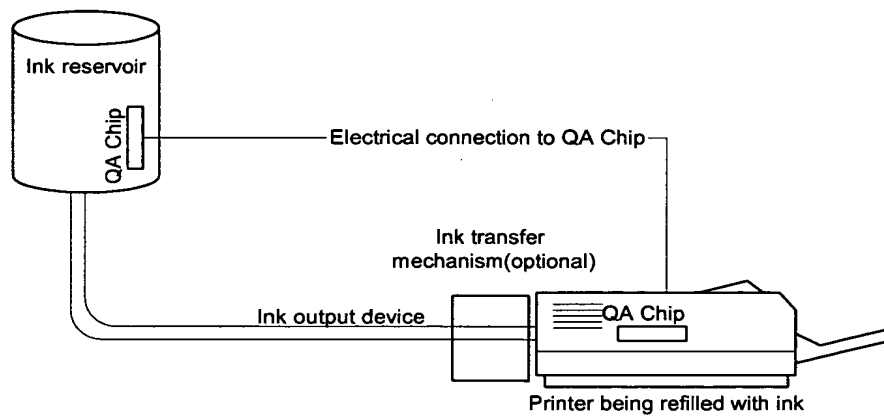 Ink reservoir
QA Chip
Electrical connection to QA Chip
Ink transfer
mechanism(optional)
Ink output device
QA Chip
Printer being refilled with ink